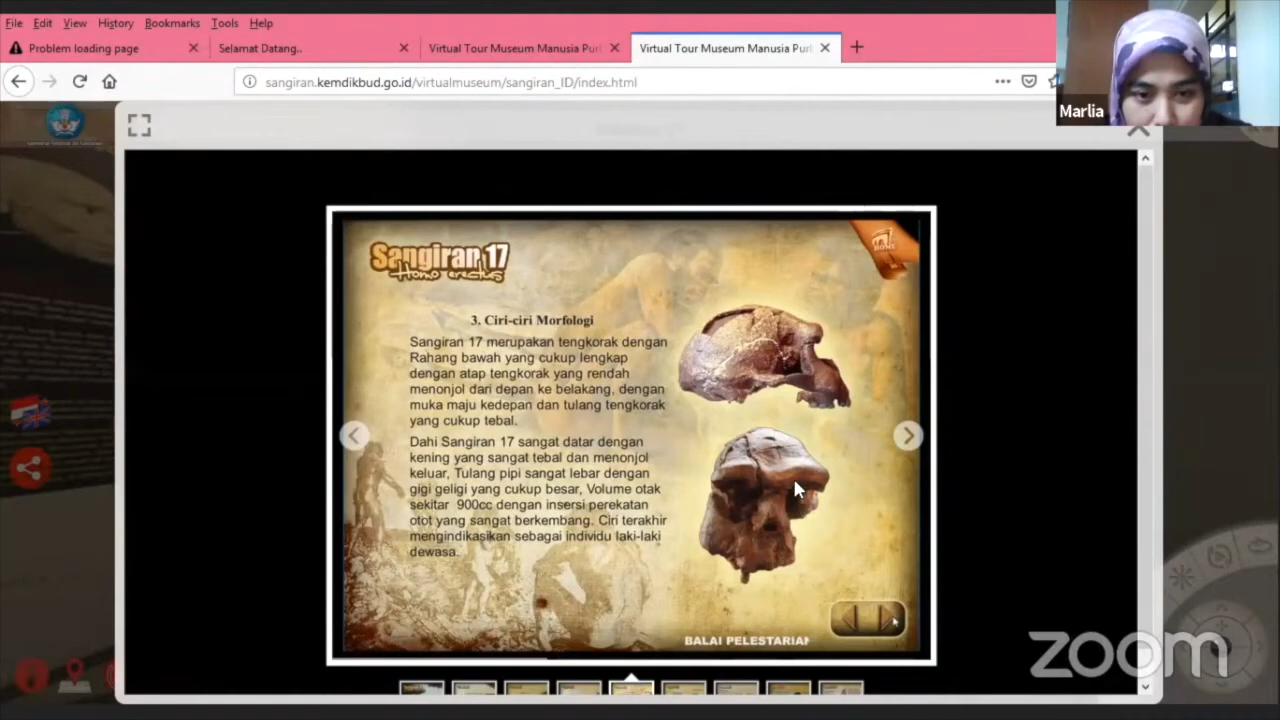 File Edit View History Bookmarks Tools Help
Problem loading page
Selamat Datang..
Virtual Tour Museum Manusia Pur
Virtual Tour Museum Manusia Pur
sangiran.kemdikbud.go.id/virtualmuseum/sangiran_ID/index.html
Marlia
Sangiran 17
Homo erectus
HOME
3. Ciri-ciri Morfologi
Sangiran 17 merupakan tengkorak dengan
Rahang bawah yang cukup lengkap
dengan atap tengkorak yang rendah
menonjol dari depan ke belakang, dengan
muka maju kedepan dan tulang tengkorak
yang cukup tebal.
Dahi Sangiran 17 sangat datar dengan
kening yang sangat tebal dan menonjol
keluar, Tulang pipi sangat lebar dengan
gigi geligi yang cukup besar, Volume otak
sekitar 900cc dengan insersi perekatan
otot yang sangat berkembang. Ciri terakhir
mengindikasikan sebagai individu laki-laki
dewasa.
BALAI PELESTARIAN
zoom